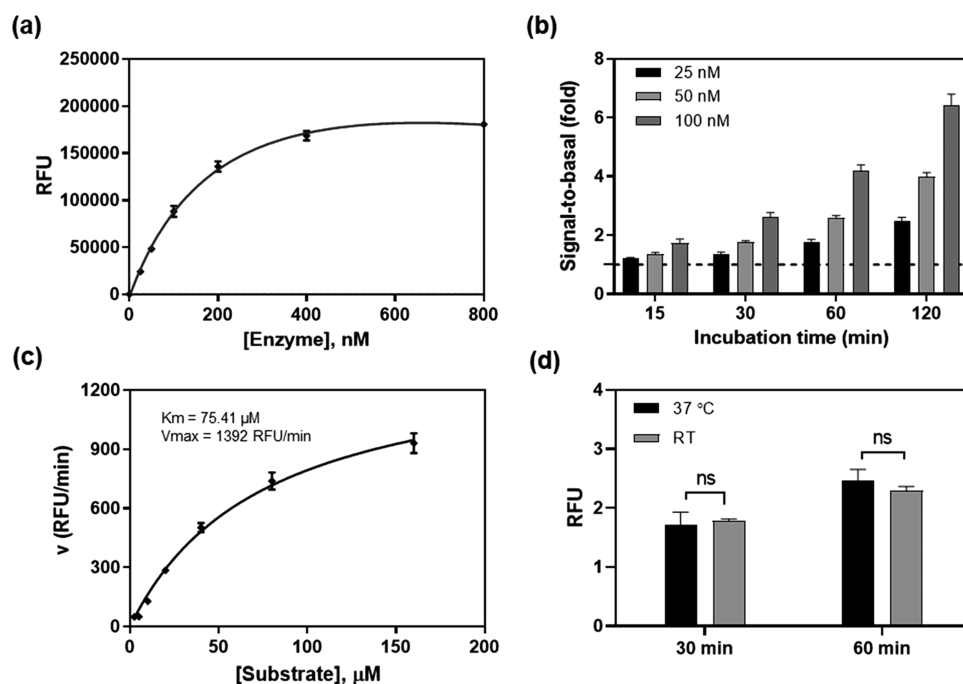 (a)
250000
200000
150000
100000
50000
0
RFU
0 200 400 600 800
[Enzyme], nM
(b)
8
6
4
2
0
Signal-to-basal (fold)
25 nM
50 nM
100 nM
15 30 60 120
Incubation time (min)
(c)
1200
900
600
300
0
v (RFU/min)
Km = 75.41 µM
Vmax = 1392 RFU/min
0 50 100 150 200
[Substrate], µM
(d)
4
3
2
1
0
RFU
37 °C
RT
ns
ns
30 min 60 min